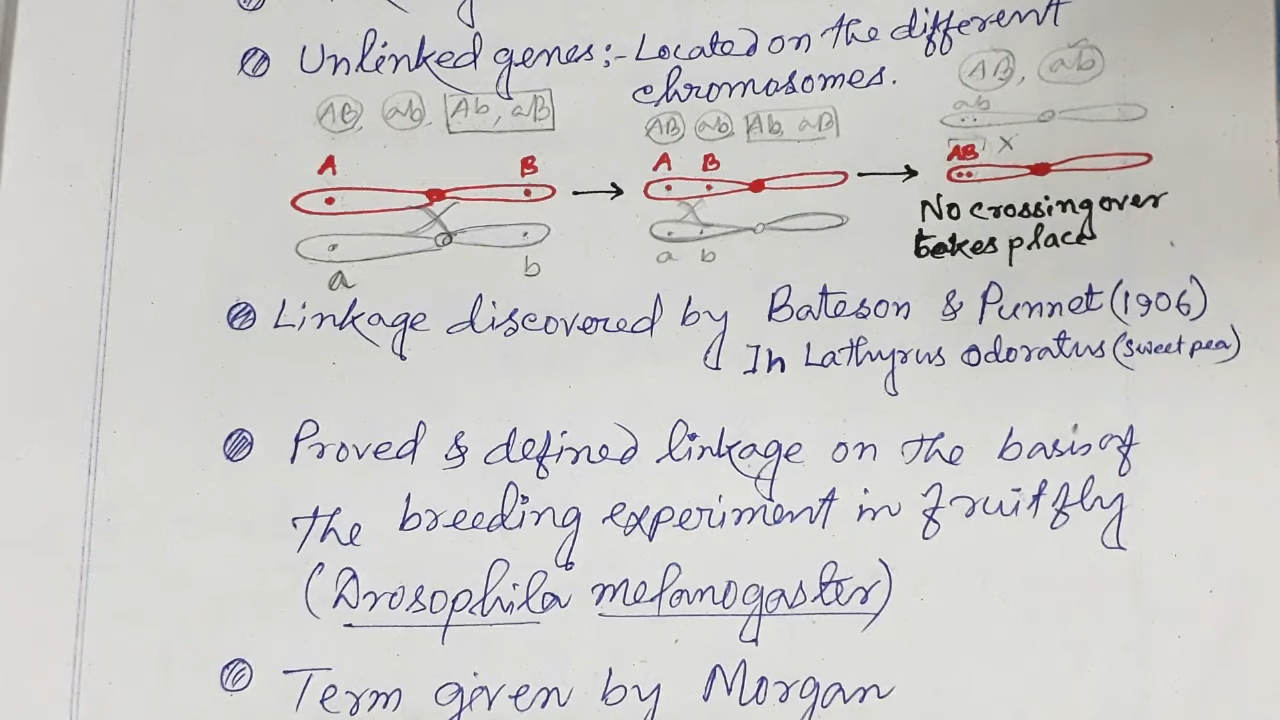 Unlinked genes:- Located on the different
chromosomes.
AB, ab, Ab, aB
AB ab Ab, aB
AB, ab
A B
A B
ab
AB X
a b
a b
No crossing over
takes place
Linkage discovered by Bateson & Punnet (1906)
In Lathyrus odoratus (sweet pea)
Proved & defined linkage on the basis of
the breeding experiment in fruit fly
(Drosophila melanogaster)
Term given by Morgan